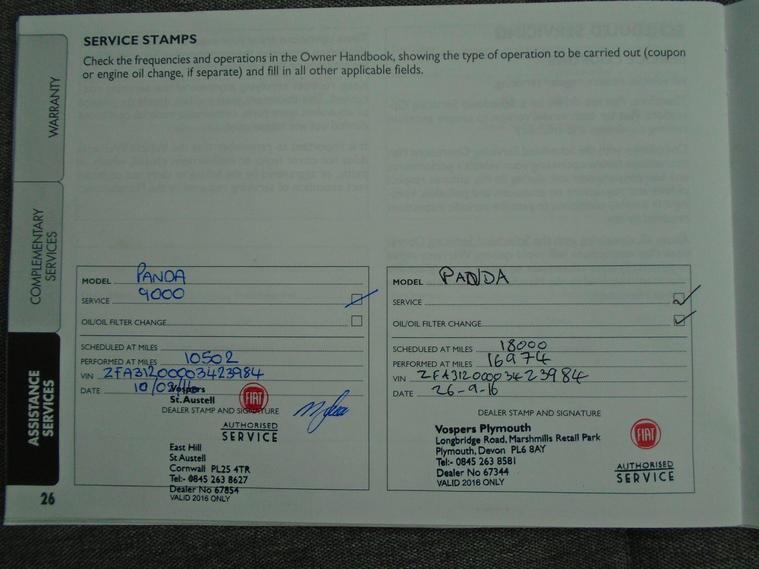 SERVICE STAMPS
Check the frequencies and operations in the Owner Handbook, showing the type of operation to be carried out (coupon
or engine oil change, if separate) and fill in all other applicable fields.
WARRANTY
COMPLEMENTARY
SERVICES
ASSISTANCE
SERVICES
26
MODEL PANDA
SERVICE 9000
OIL/OIL FILTER CHANGE
SCHEDULED AT MILES
PERFORMED AT MILES 10502
VIN ZFA31200003423984
DATE 10/02/16
Vospers
St. Austell
FIAT
DEALER STAMP AND SIGNATURE
AUTHORISED
SERVICE
East Hill
St Austell
Cornwall PL25 4TR
Tel:- 0845 263 8627
Dealer No 67854
VALID 2016 ONLY
MODEL PANDA
SERVICE
OIL/OIL FILTER CHANGE
SCHEDULED AT MILES 18000
PERFORMED AT MILES 16974
VIN ZFA31200003423984
DATE 26-9-16
DEALER STAMP AND SIGNATURE
Vospers Plymouth
Longbridge Road, Marshmills Retail Park
Plymouth, Devon PL6 8AY
Tel:- 0845 263 8581
Dealer No 67344
VALID 2016 ONLY
FIAT
AUTHORISED
SERVICE